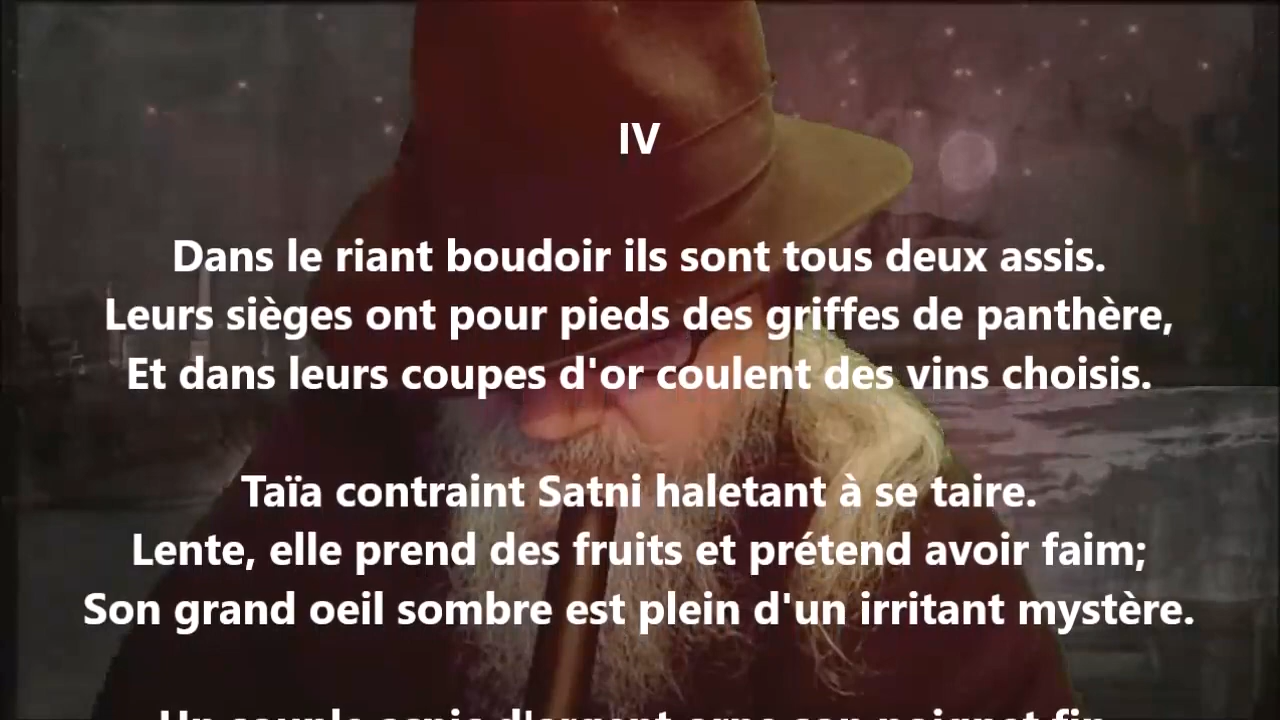 IV
Dans le riant boudoir ils sont tous deux assis.
Leurs sièges ont pour pieds des griffes de panthère,
Et dans leurs coupes d'or coulent des vins choisis.
Taïa contraint Satni haletant à se taire.
Lente, elle prend des fruits et prétend avoir faim;
Son grand oeil sombre est plein d'un irritant mystère.